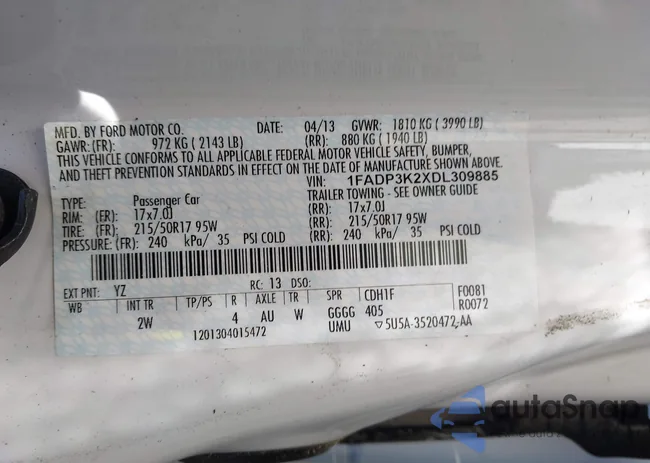 MFD. BY FORD MOTOR CO. DATE: 04/13 GVWR: 1810 KG ( 3990 LB)
GAWR: (FR): 972 KG ( 2143 LB) (RR): 880 KG ( 1940 LB)
THIS VEHICLE CONFORMS TO ALL APPLICABLE FEDERAL MOTOR VEHICLE SAFETY, BUMPER,
AND THEFT PREVENTION STANDARDS IN EFFECT ON THE DATE OF MANUFACTURE SHOWN ABOVE.
VIN: 1FADP3K2XDL309885
TYPE: Passenger Car TRAILER TOWING - SEE OWNER GUIDE
RIM: (FR): 17x7.0J (RR): 17x7.0J
TIRE: (FR): 215/50R17 95W (RR): 215/50R17 95W
PRESSURE: (FR): 240 kPa/ 35 PSI COLD (RR): 240 kPa/ 35 PSI COLD
EXT PNT: YZ RC: 13 DSO: F0081
WB INT TR TP/PS R AXLE TR SPR CDH1F R0072
2W 4 AU W GGGG 405
1201304015472 UMU ▽5U5A-3520472-AA
autoSnap